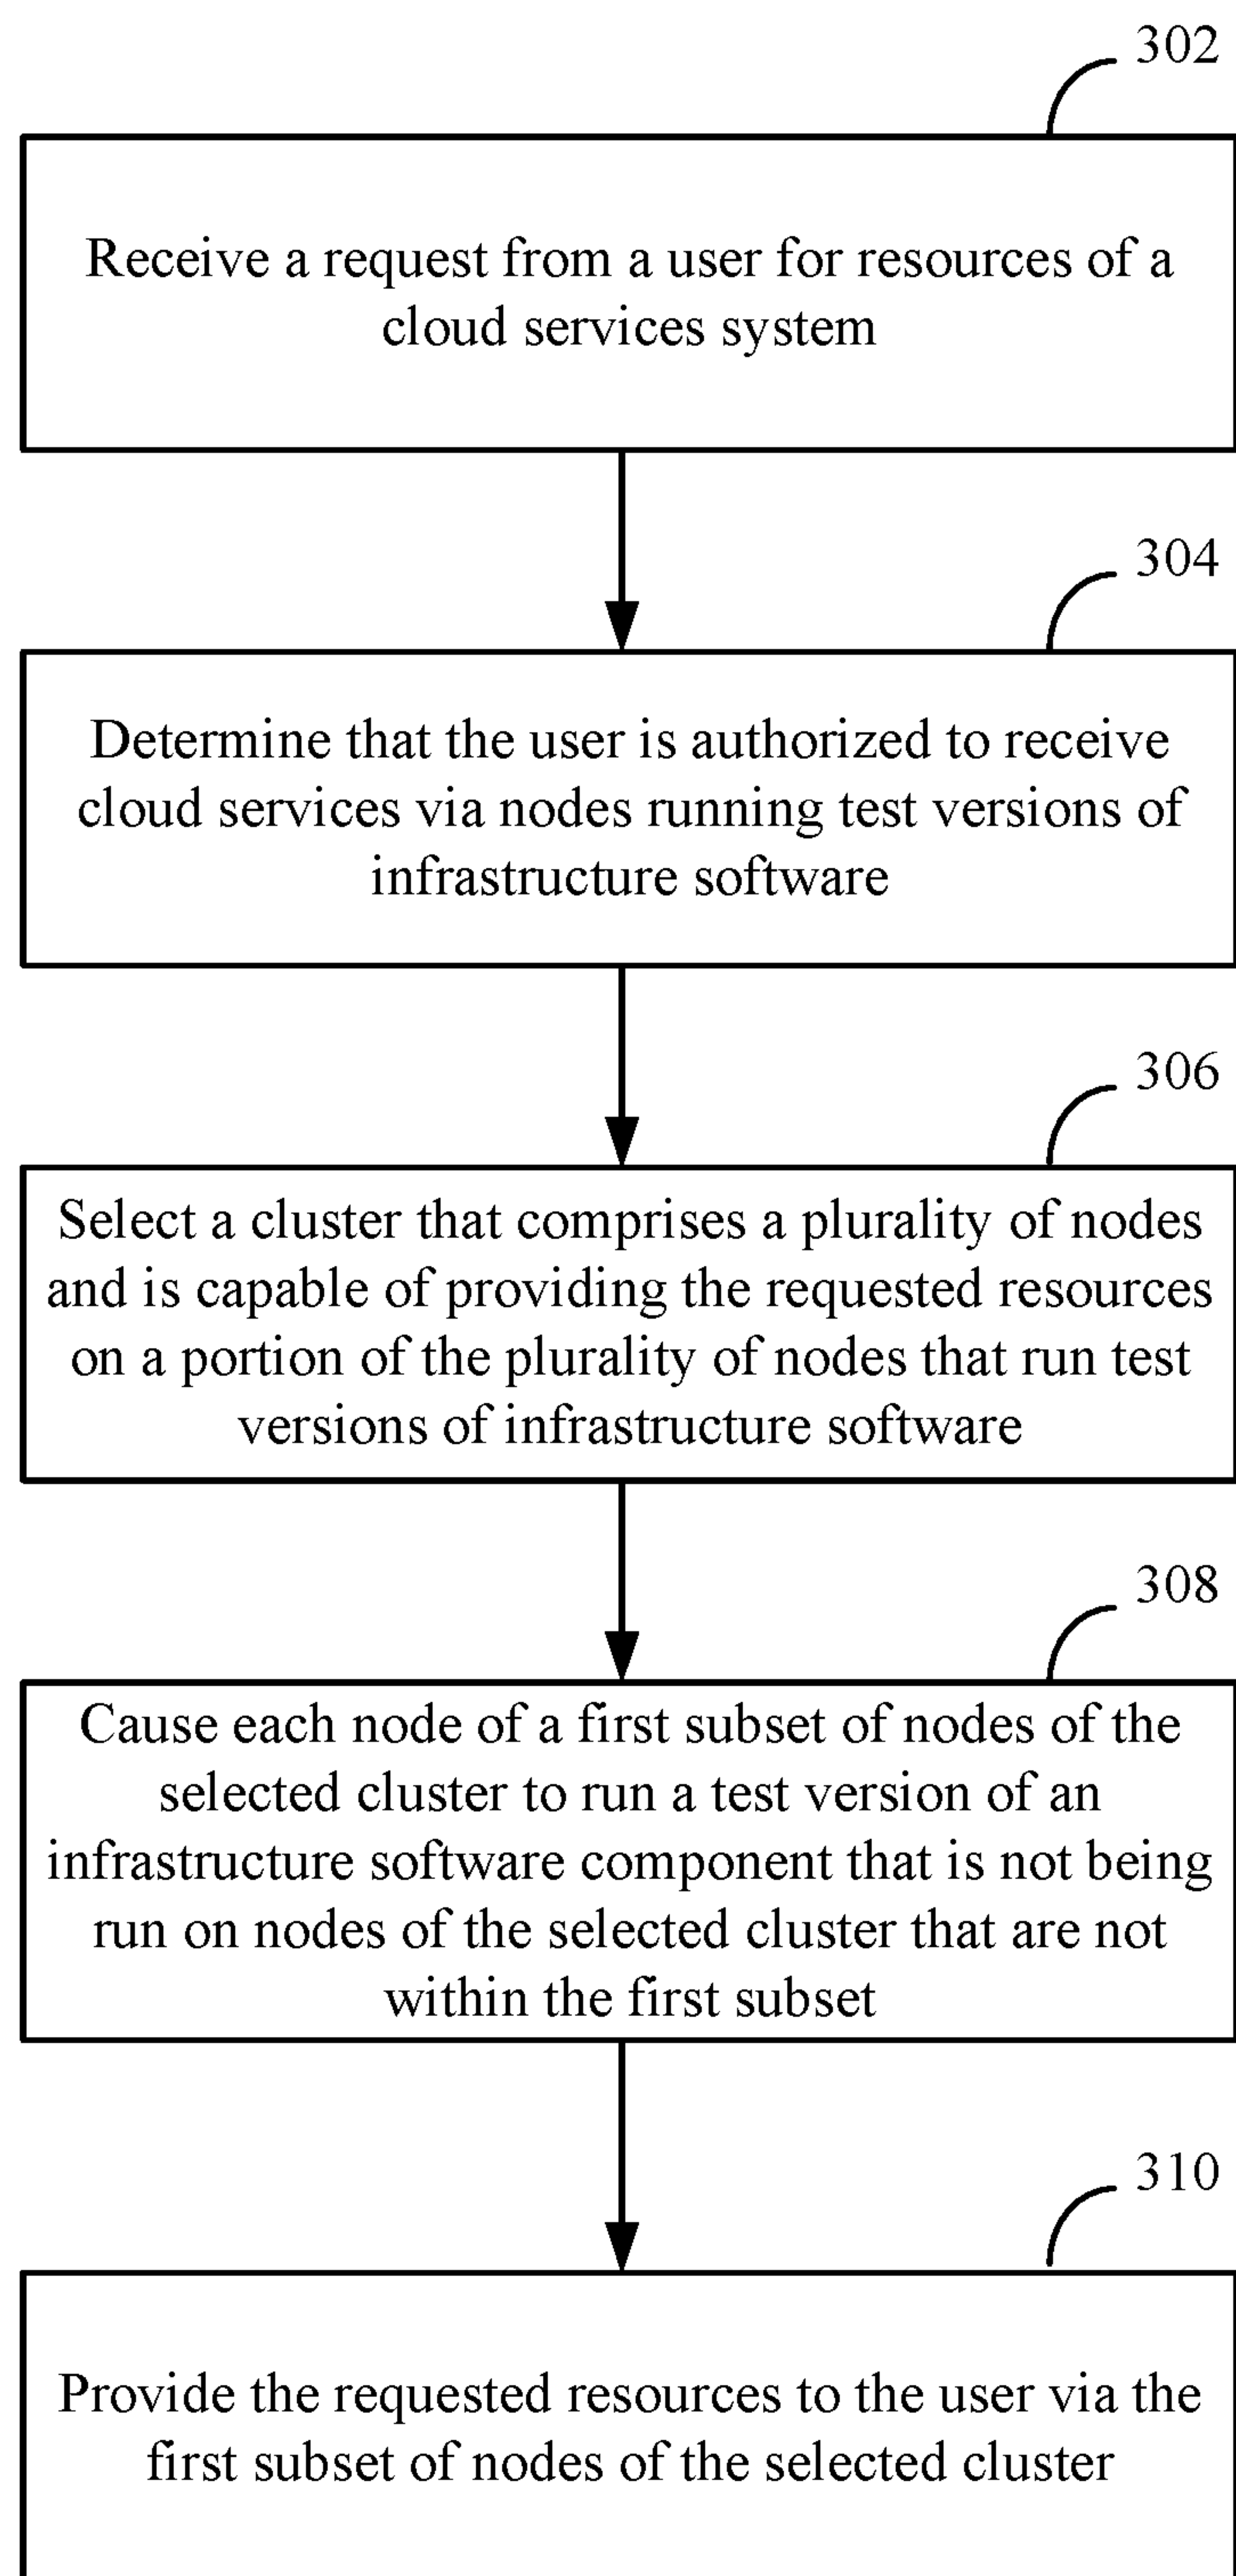 302
Receive a request from a user for resources of a
cloud services system
304
Determine that the user is authorized to receive
cloud services via nodes running test versions of
infrastructure software
306
Select a cluster that comprises a plurality of nodes
and is capable of providing the requested resources
on a portion of the plurality of nodes that run test
versions of infrastructure software
308
Cause each node of a first subset of nodes of the
selected cluster to run a test version of an
infrastructure software component that is not being
run on nodes of the selected cluster that are not
within the first subset
310
Provide the requested resources to the user via the
first subset of nodes of the selected cluster